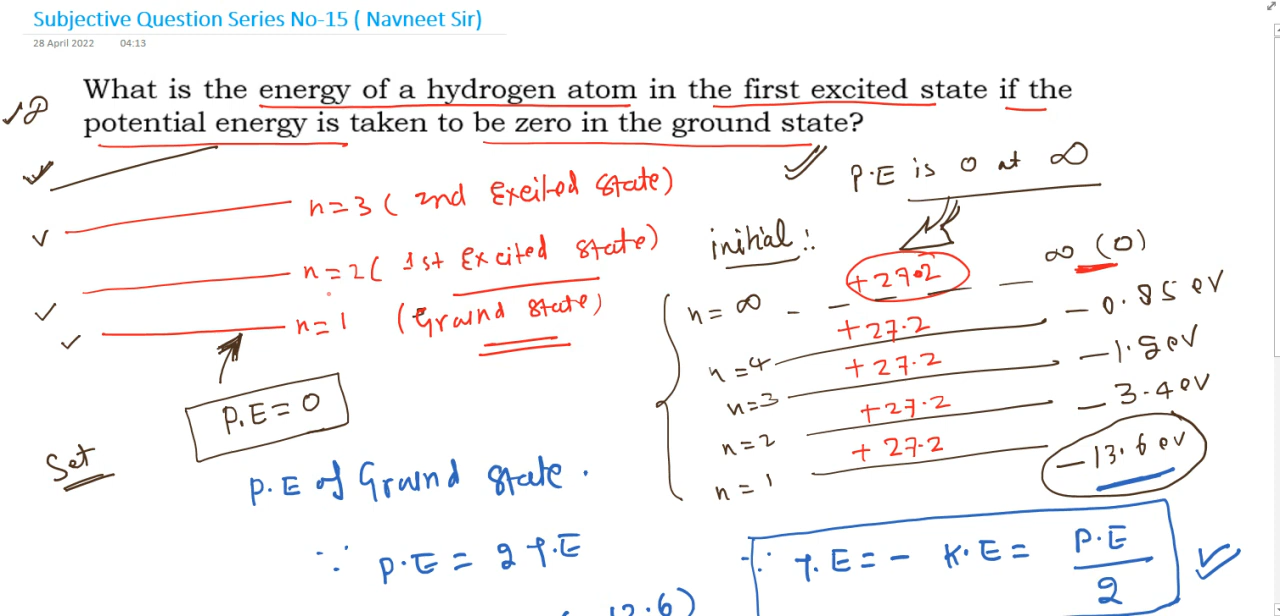 Subjective Question Series No-15 ( Navneet Sir)
28 April 2022 04:13
What is the energy of a hydrogen atom in the first excited state if the
potential energy is taken to be zero in the ground state?
P.E is 0 at ∞
n=3 ( 2nd Excited state)
n=2 ( 1st Excited state)
n=1 (Ground state)
P.E=0
Set
initial :
n=∞ +27.2 ∞ (0)
n=4 +27.2 -0.85 eV
n=3 +27.2 -1.5 eV
n=2 +27.2 -3.4 eV
n=1 +27.2 -13.6 eV
P.E of Ground state.
∵ P.E = 2 T.E
∵ T.E = - K.E = P.E
2